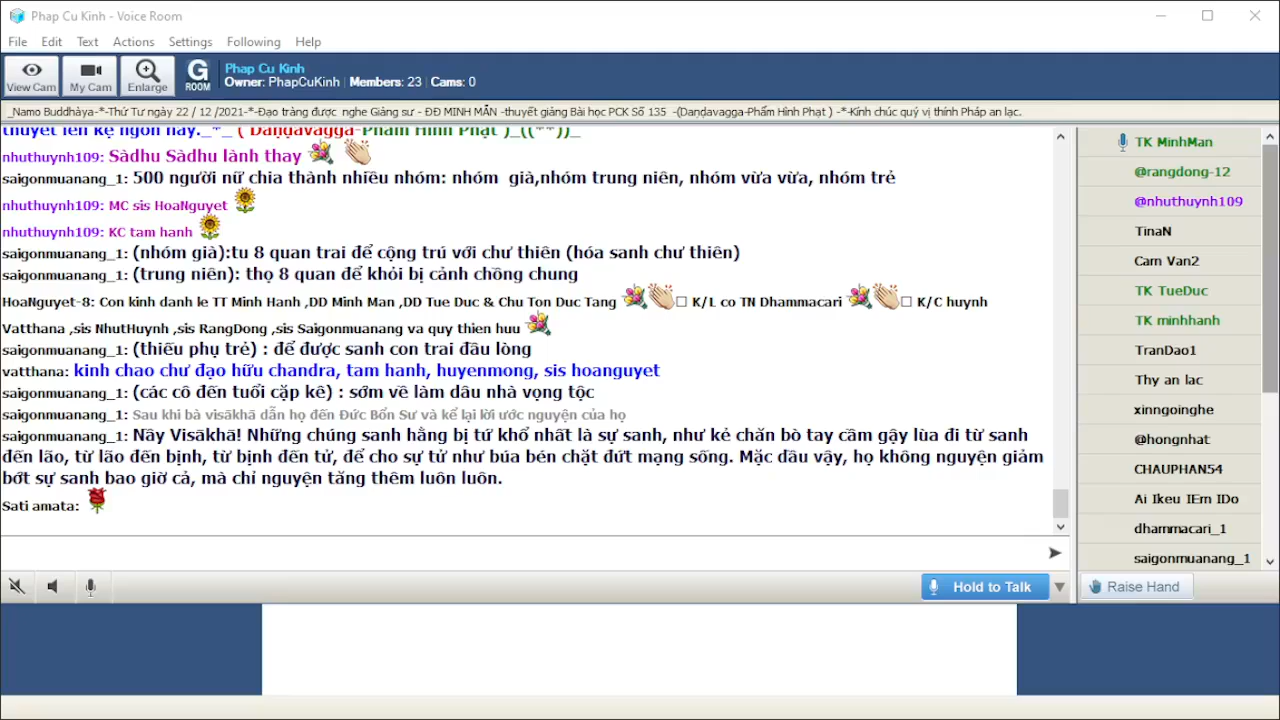 Phap Cu Kinh - Voice Room
File Edit Text Actions Settings Following Help
View Cam My Cam Enlarge G ROOM
Phap Cu Kinh
Owner: PhapCuKinh Members: 23 Cams: 0
_Namo Buddhàya-*-Thứ Tư ngày 22 / 12 /2021-*-Đạo tràng được nghe Giảng sư - ĐĐ MINH MẪN -thuyết giảng Bài học PCK Số 135 -(Daṇḍavagga-Phẩm Hình Phạt ) -*-Kính chúc quý vị thính Pháp an lạc.
thuyết lên kệ ngôn này._*_ ( Daṇḍavagga-Phẩm Hình Phạt )_((**))_
nhuthuynh109: Sàdhu Sàdhu lành thay
saigonmuanang_1: 500 người nữ chia thành nhiều nhóm: nhóm già,nhóm trung niên, nhóm vừa vừa, nhóm trẻ
nhuthuynh109: MC sis HoaNguyet
nhuthuynh109: KC tam hanh
saigonmuanang_1: (nhóm già):tu 8 quan trai để cộng trú với chư thiên (hóa sanh chư thiên)
saigonmuanang_1: (trung niên): thọ 8 quan để khỏi bị cảnh chồng chung
HoaNguyet-8: Con kinh danh le TT Minh Hanh ,DD Minh Man ,DD Tue Duc & Chu Ton Duc Tang K/L co TN Dhammacari K/C huynh
Vatthana ,sis NhutHuynh ,sis RangDong ,sis Saigonmuanang va quy thien huu
saigonmuanang_1: (thiếu phụ trẻ) : để được sanh con trai đầu lòng
vatthana: kinh chao chư đạo hữu chandra, tam hanh, huyenmong, sis hoanguyet
saigonmuanang_1: (các cô đến tuổi cặp kê) : sớm về làm dâu nhà vọng tộc
saigonmuanang_1: Sau khi bà visākhā dẫn họ đến Đức Bổn Sư và kể lại lời ước nguyện của họ
saigonmuanang_1: Nầy Visākhā! Những chúng sanh hằng bị tứ khổ nhất là sự sanh, như kẻ chăn bò tay cầm gậy lùa đi từ sanh
đến lão, từ lão đến bịnh, từ bịnh đến tử, để cho sự tử như búa bén chặt đứt mạng sống. Mặc dầu vậy, họ không nguyện giảm
bớt sự sanh bao giờ cả, mà chỉ nguyện tăng thêm luôn luôn.
Sati amata:
Hold to Talk
TK MinhMan
@rangdong-12
@nhuthuynh109
TinaN
Cam Van2
TK TueDuc
TK minhhanh
TranDao1
Thy an lac
xinngoinghe
@hongnhat
CHAUPHAN54
Ai Ikeu IEm IDo
dhammacari_1
saigonmuanang_1
Raise Hand